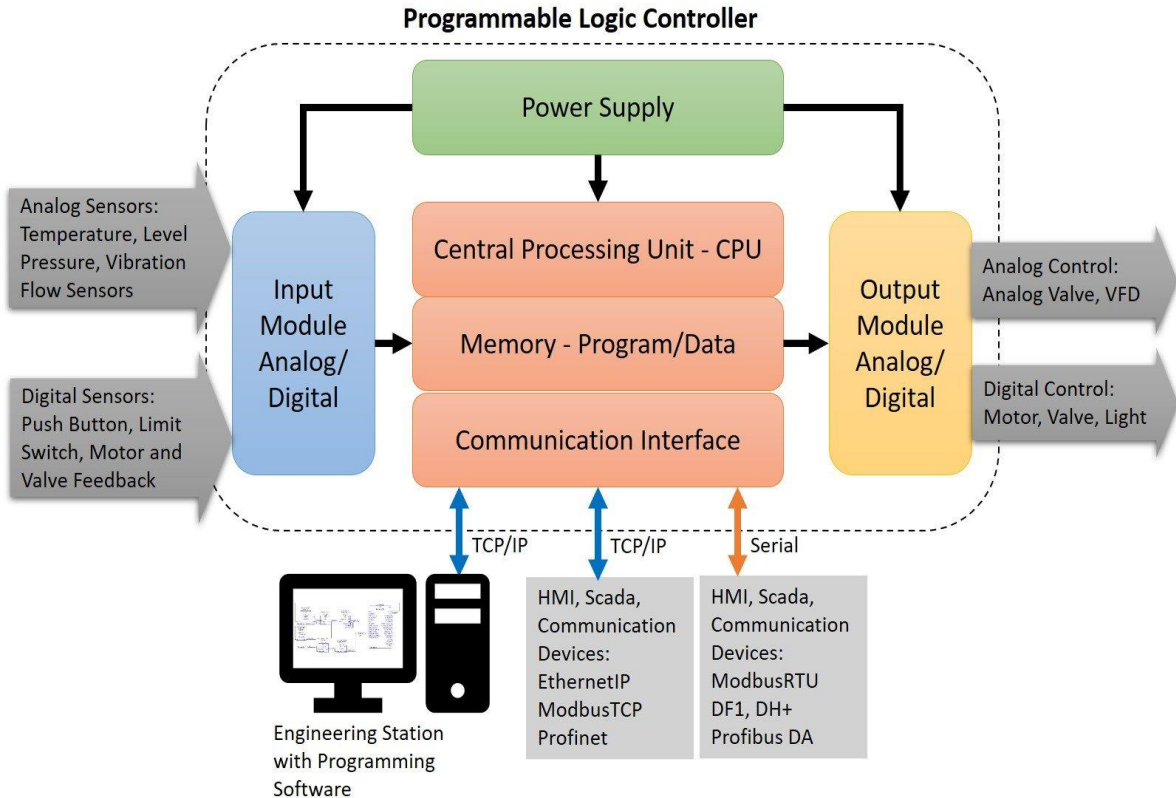 Programmable Logic Controller
Power Supply
Analog Sensors:
Temperature, Level
Pressure, Vibration
Flow Sensors
Digital Sensors:
Push Button, Limit
Switch, Motor and
Valve Feedback
Input
Module
Analog/
Digital
Central Processing Unit - CPU
Memory - Program/Data
Communication Interface
Output
Module
Analog/
Digital
Analog Control:
Analog Valve, VFD
Digital Control:
Motor, Valve, Light
TCP/IP
TCP/IP
Serial
Engineering Station
with Programming
Software
HMI, Scada,
Communication
Devices:
EthernetIP
ModbusTCP
Profinet
HMI, Scada,
Communication
Devices:
ModbusRTU
DF1, DH+
Profibus DA